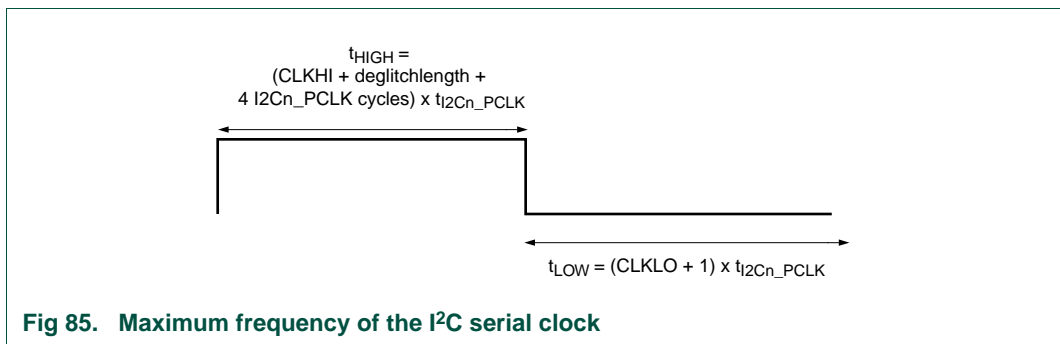 tHIGH =
(CLKHI + deglitchlength +
4 I2Cn_PCLK cycles) x tI2Cn_PCLK
tLOW = (CLKLO + 1) x tI2Cn_PCLK
Fig 85. Maximum frequency of the I²C serial clock